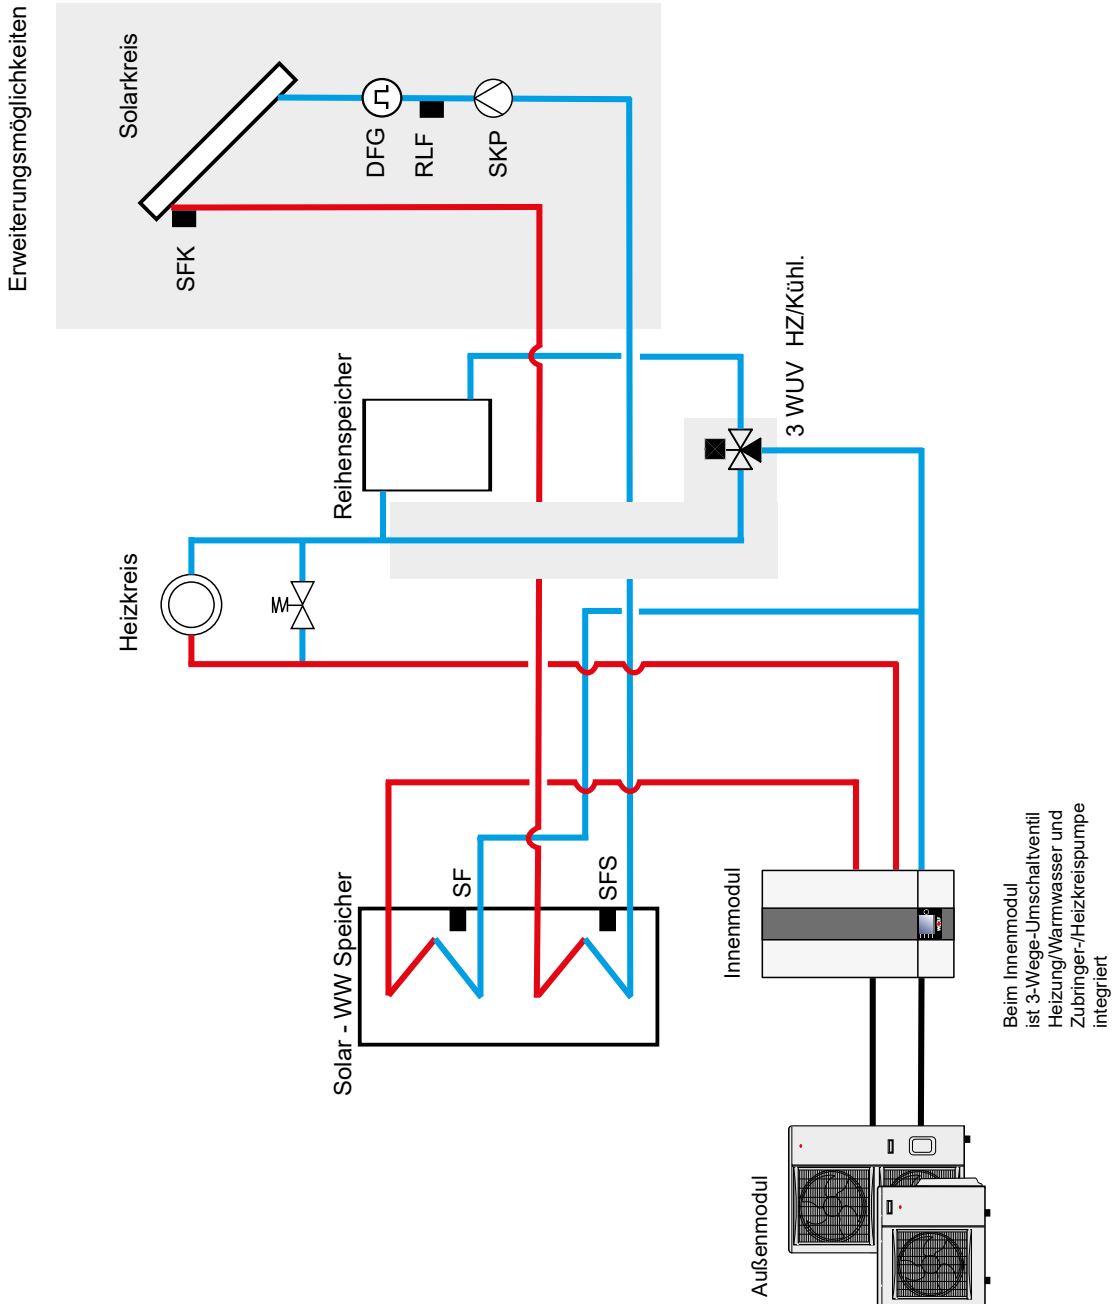 Erweiterungsmöglichkeiten
Solarkreis
SFK
DFG
RLF
SKP
Reihenspeicher
3 WUV HZ/Kühl.
Heizkreis
Solar - WW Speicher
SF
SFS
Innenmodul
Beim Innenmodul
ist 3-Wege-Umschaltventil
Heizung/Warmwasser und
Zubringer-/Heizkreispumpe
integriert
Außenmodul